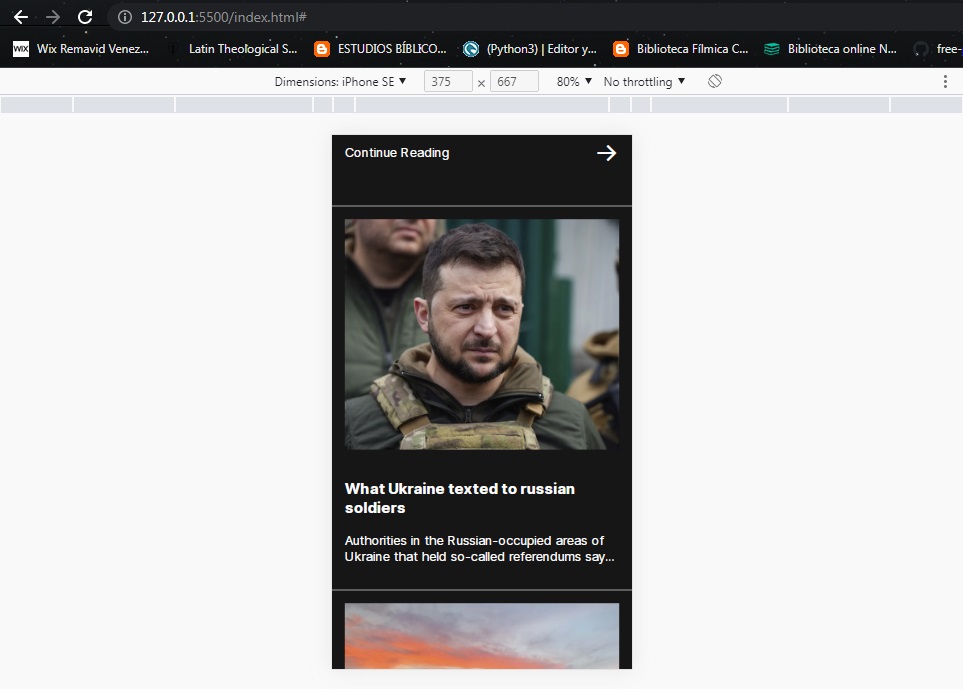 127.0.0.1:5500/index.html#
WIX Wix Remavid Venez... Latin Theological S... ESTUDIOS BÍBLICO... (Python3) | Editor y... Biblioteca Fílmica C... Biblioteca online N... free-
Dimensions: iPhone SE 375 × 667 80% No throttling
Continue Reading
What Ukraine texted to russian
soldiers
Authorities in the Russian-occupied areas of
Ukraine that held so-called referendums say...